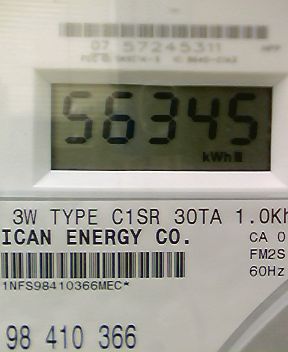 07 57245311
56345
kWh
3W TYPE C1SR 30TA 1.0Kh
ICAN ENERGY CO.
CA 0
FM2S
60Hz
1NFS98410366MEC*
98 410 366